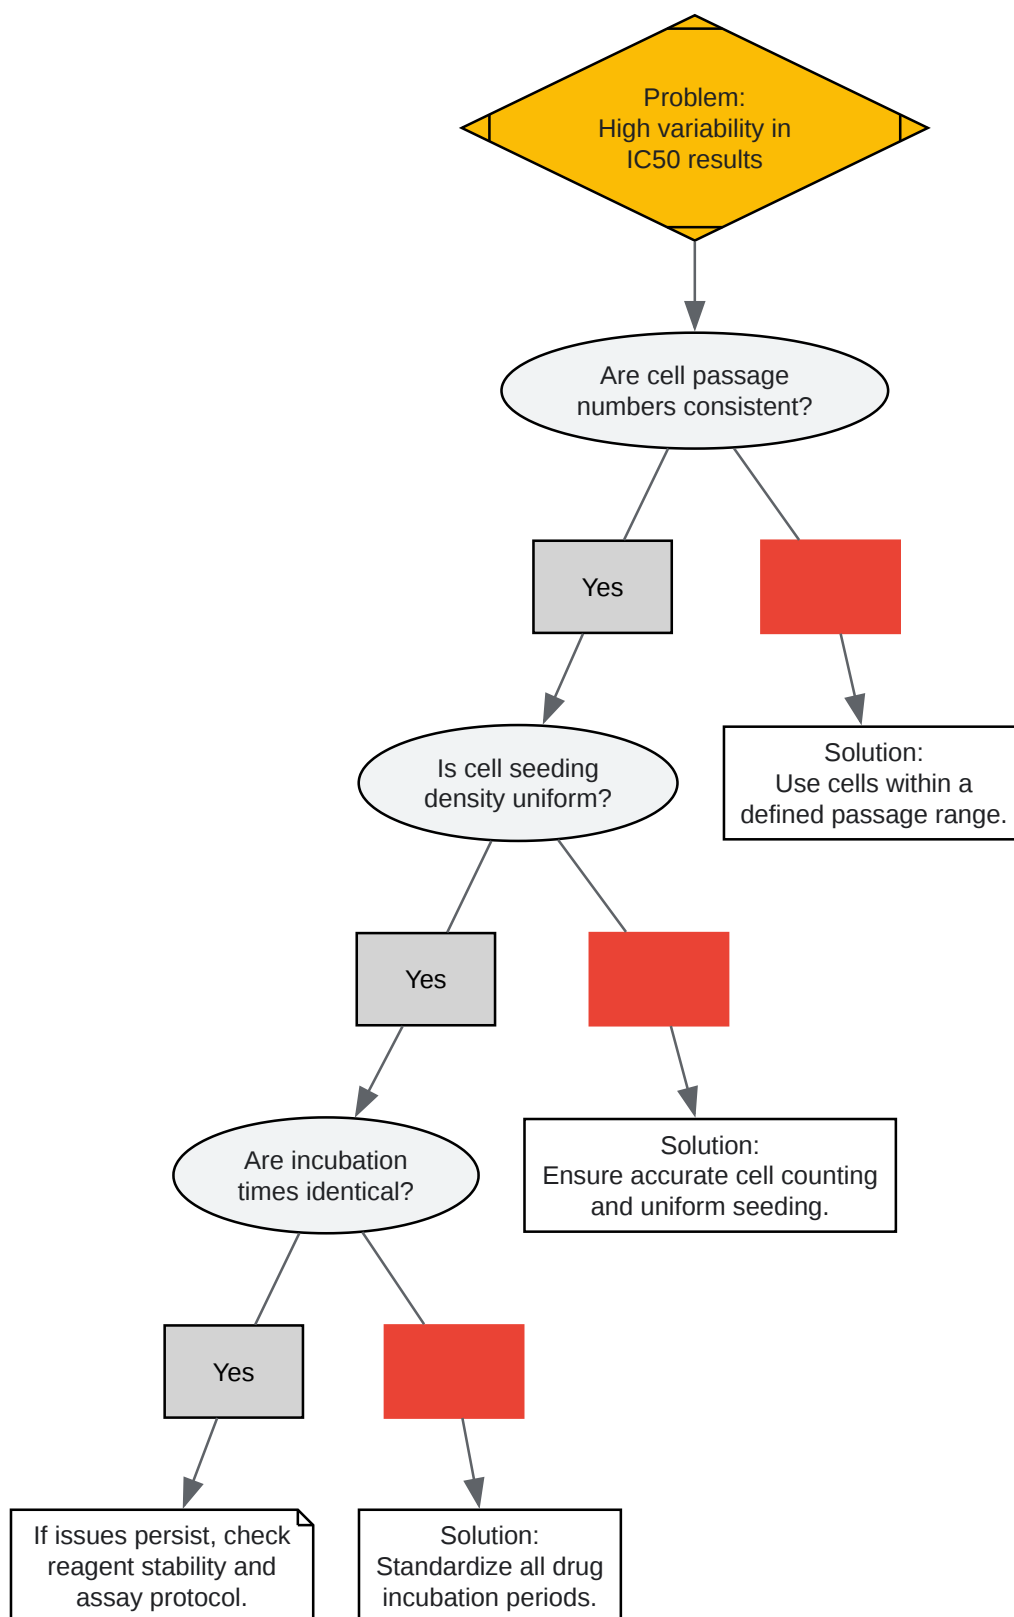 Problem:
High variability in
IC50 results
Are cell passage
numbers consistent?
Yes
Solution:
Use cells within a
defined passage range.
Is cell seeding
density uniform?
Yes
Solution:
Ensure accurate cell counting
and uniform seeding.
Are incubation
times identical?
Yes
If issues persist, check
reagent stability and
assay protocol.
Solution:
Standardize all drug
incubation periods.